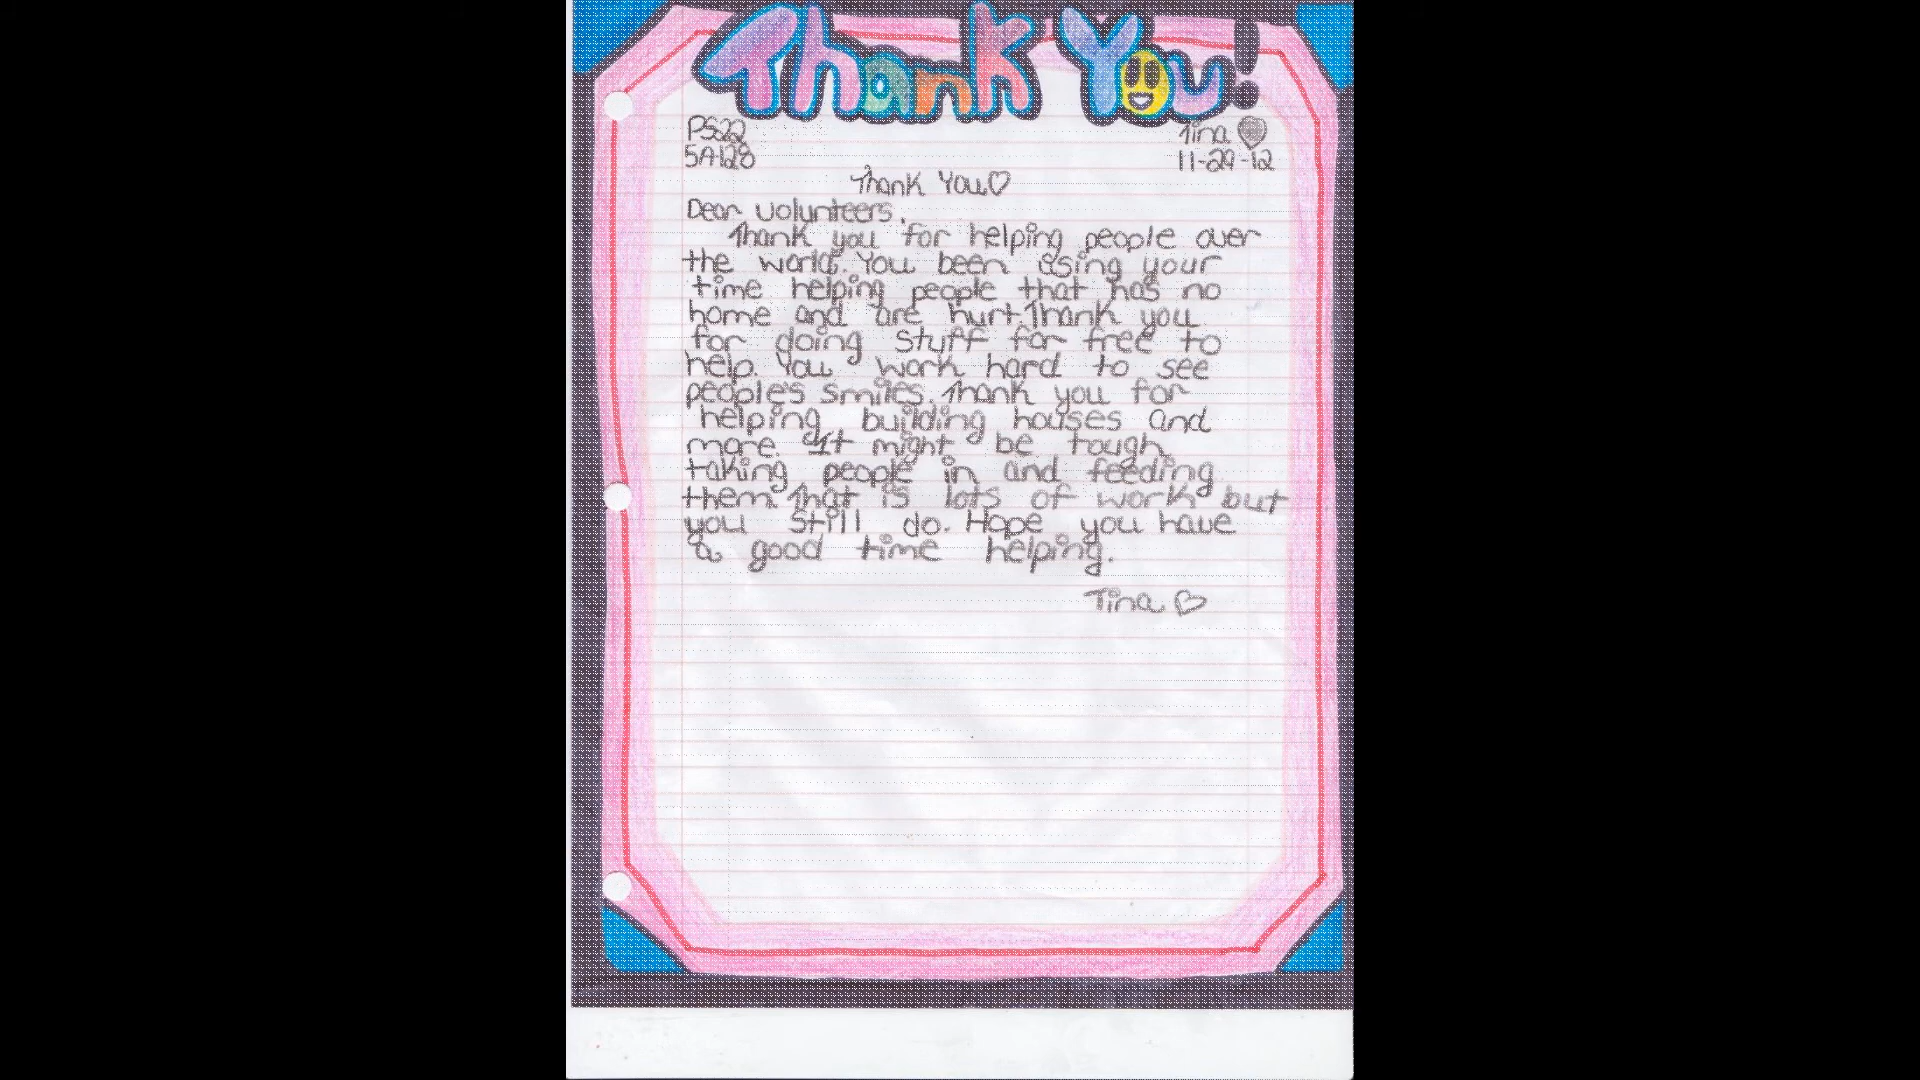 Thank You!
PS22 Tina
5A-128 11-29-12
Thank You♡
Dear volunteers,
Thank you for helping people over
the world. You been using your
time helping people that has no
home and are hurt. Thank you
for doing stuff for free to
help. You work hard to see
people's smiles. Thank you for
helping building houses and
more. It might be tough
taking people in and feeding
them. That is lots of work but
you still do. Hope you have
a good time helping.
Tina ♡